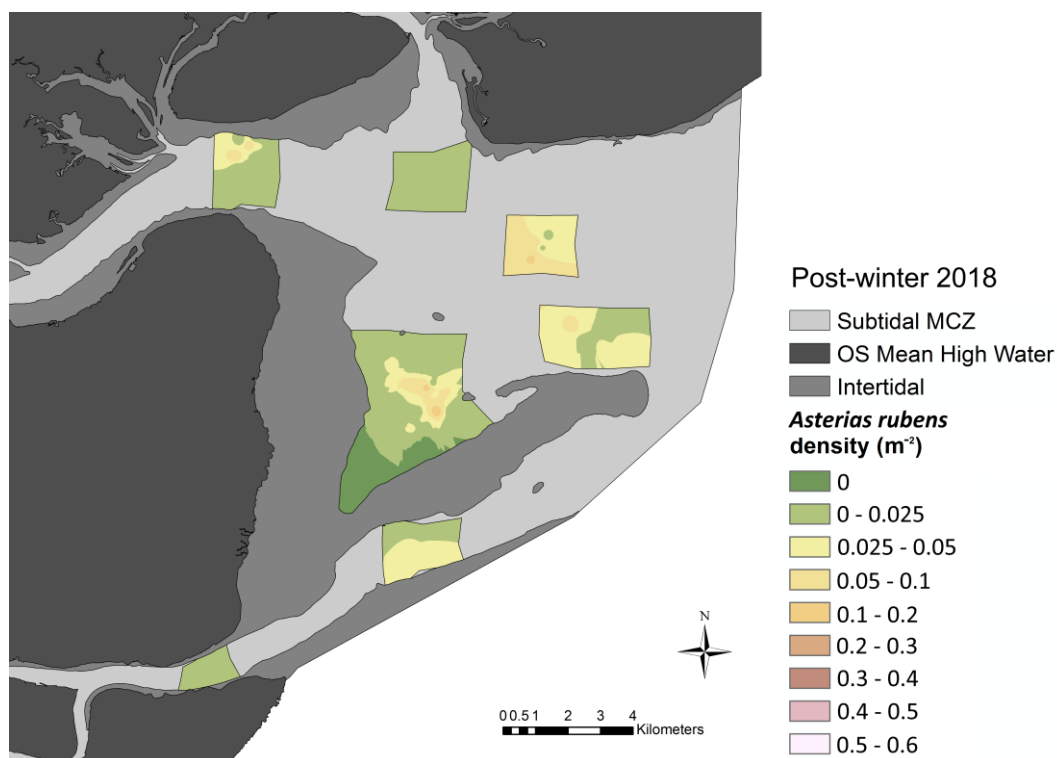 Post-winter 2018
Subtidal MCZ
OS Mean High Water
Intertidal
Asterias rubens
density (m⁻²)
0
0 - 0.025
0.025 - 0.05
0.05 - 0.1
0.1 - 0.2
0.2 - 0.3
0.3 - 0.4
0.4 - 0.5
0.5 - 0.6
N
0 0.5 1 2 3 4
Kilometers